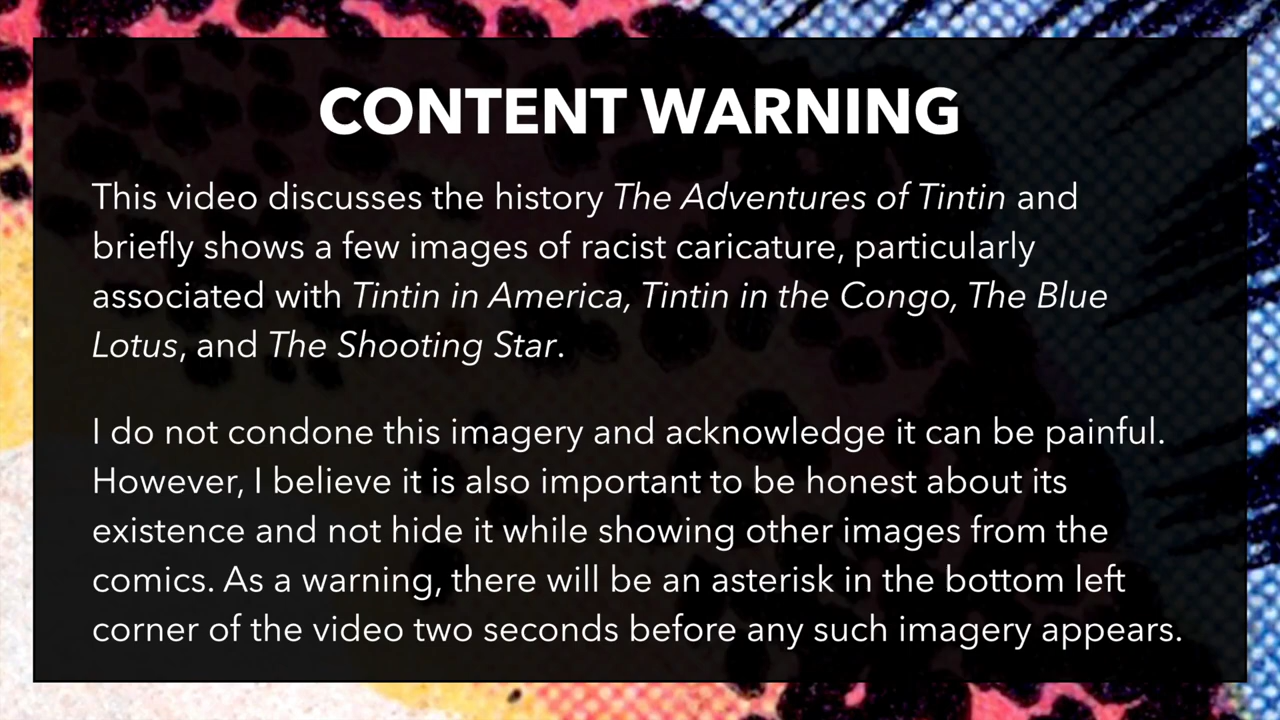 CONTENT WARNING
This video discusses the history The Adventures of Tintin and
briefly shows a few images of racist caricature, particularly
associated with Tintin in America, Tintin in the Congo, The Blue
Lotus, and The Shooting Star.
I do not condone this imagery and acknowledge it can be painful.
However, I believe it is also important to be honest about its
existence and not hide it while showing other images from the
comics. As a warning, there will be an asterisk in the bottom left
corner of the video two seconds before any such imagery appears.